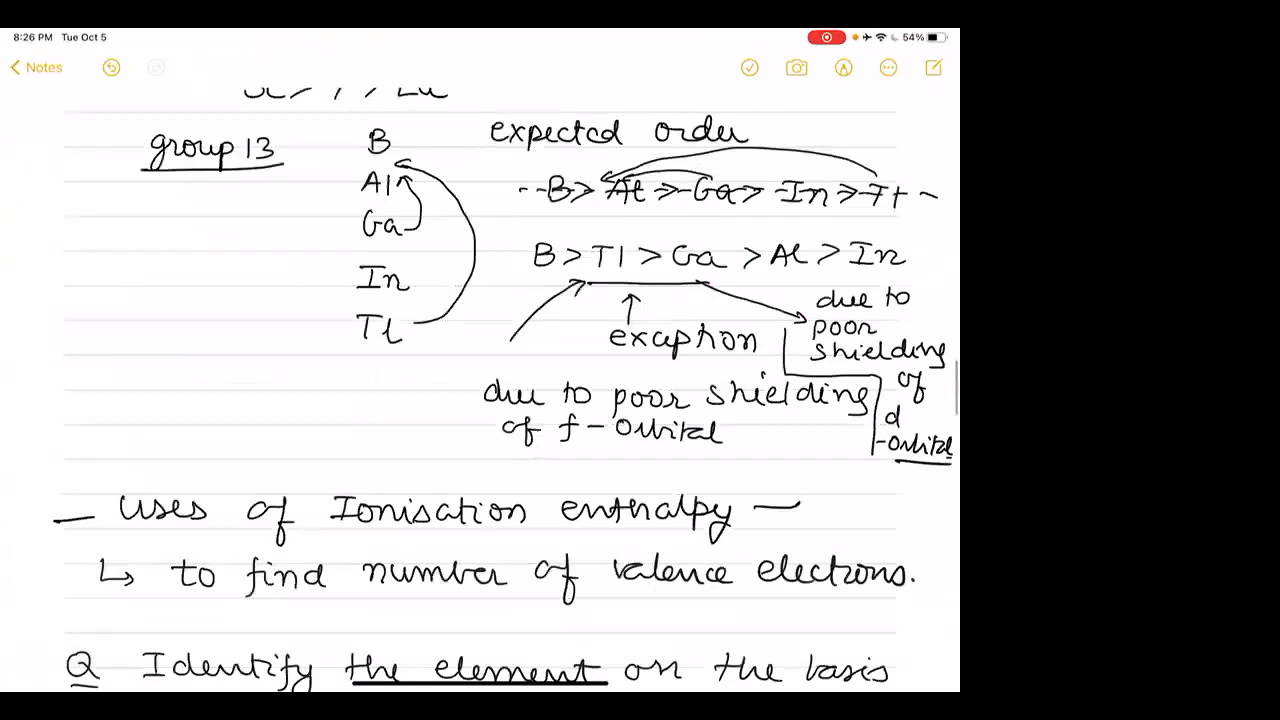 8:26 PM Tue Oct 5
54%
Notes
group 13
B
Al
Ga
In
Tl
expected order
B > Al > Ga > In > Tl
B > Tl > Ga > Al > In
exception
due to poor shielding
of f-orbital
due to
poor
shielding
of
d
-orbital
— Uses of Ionisation enthalpy —
↳ to find number of valence electrons.
Q Identify the element on the basis